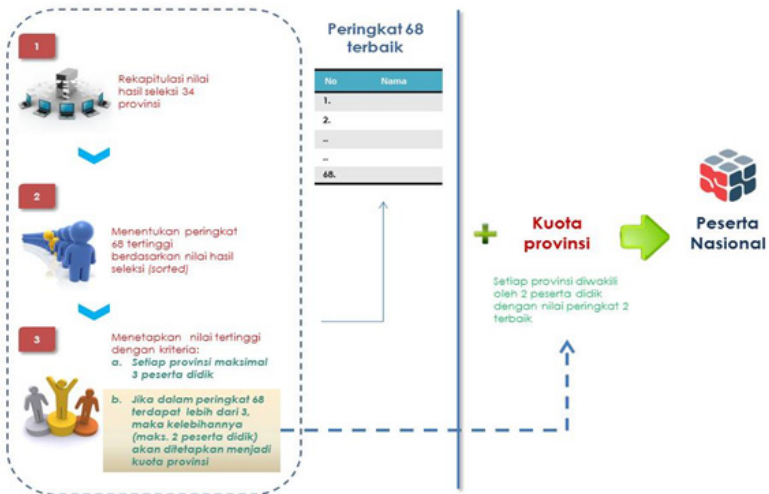 1
Rekapitulasi nilai
hasil seleksi 34
provinsi
2
Menentukan peringkat
68 tertinggi
berdasarkan nilai hasil
seleksi (sorted)
3
Menetapkan nilai tertinggi
dengan kriteria:
a. Setiap provinsi maksimal
3 peserta didik
b. Jika dalam peringkat 68
terdapat lebih dari 3,
maka kelebihannya
(maks. 2 peserta didik)
akan ditetapkan menjadi
kuota provinsi
Peringkat 68
terbaik
No Nama
1.
2.
..
..
68.
+
Kuota
provinsi
Setiap provinsi diwakili
oleh 2 peserta didik
dengan nilai peringkat 2
terbaik
Peserta
Nasional